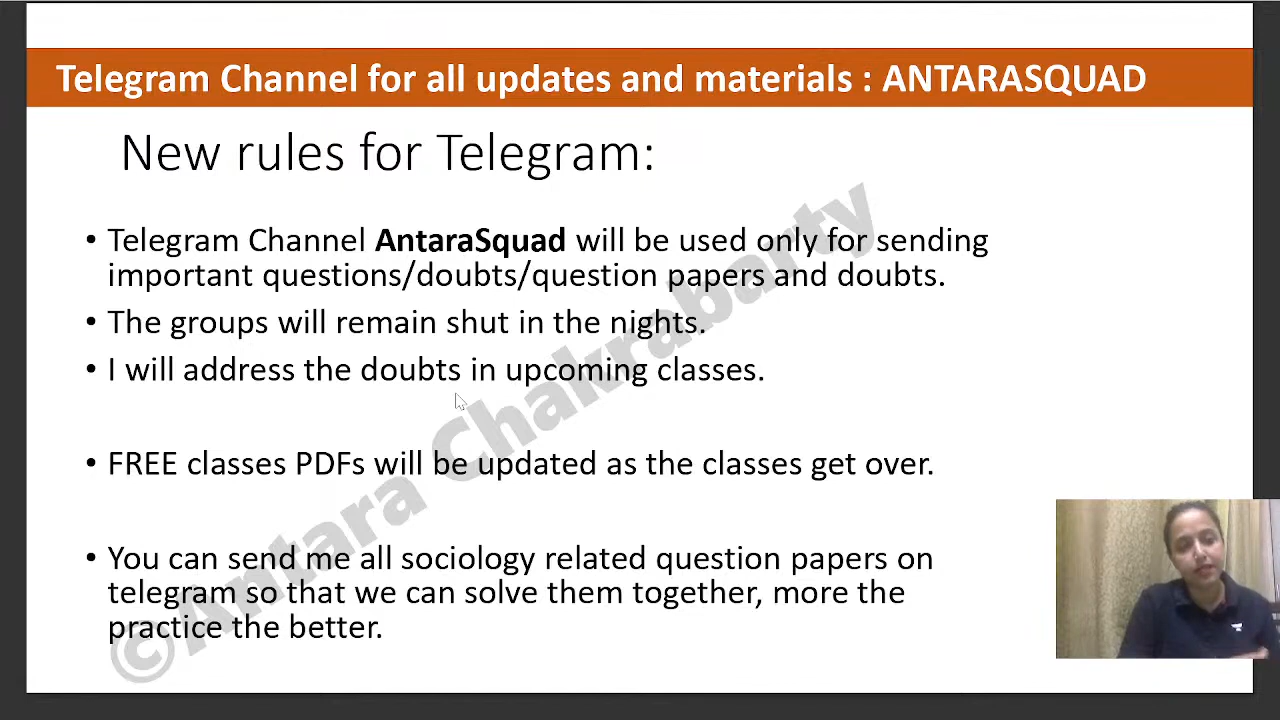 Telegram Channel for all updates and materials : ANTARASQUAD
New rules for Telegram:
• Telegram Channel AntaraSquad will be used only for sending
important questions/doubts/question papers and doubts.
• The groups will remain shut in the nights.
• I will address the doubts in upcoming classes.
• FREE classes PDFs will be updated as the classes get over.
• You can send me all sociology related question papers on
telegram so that we can solve them together, more the
practice the better.
©Antara Chakrabarty